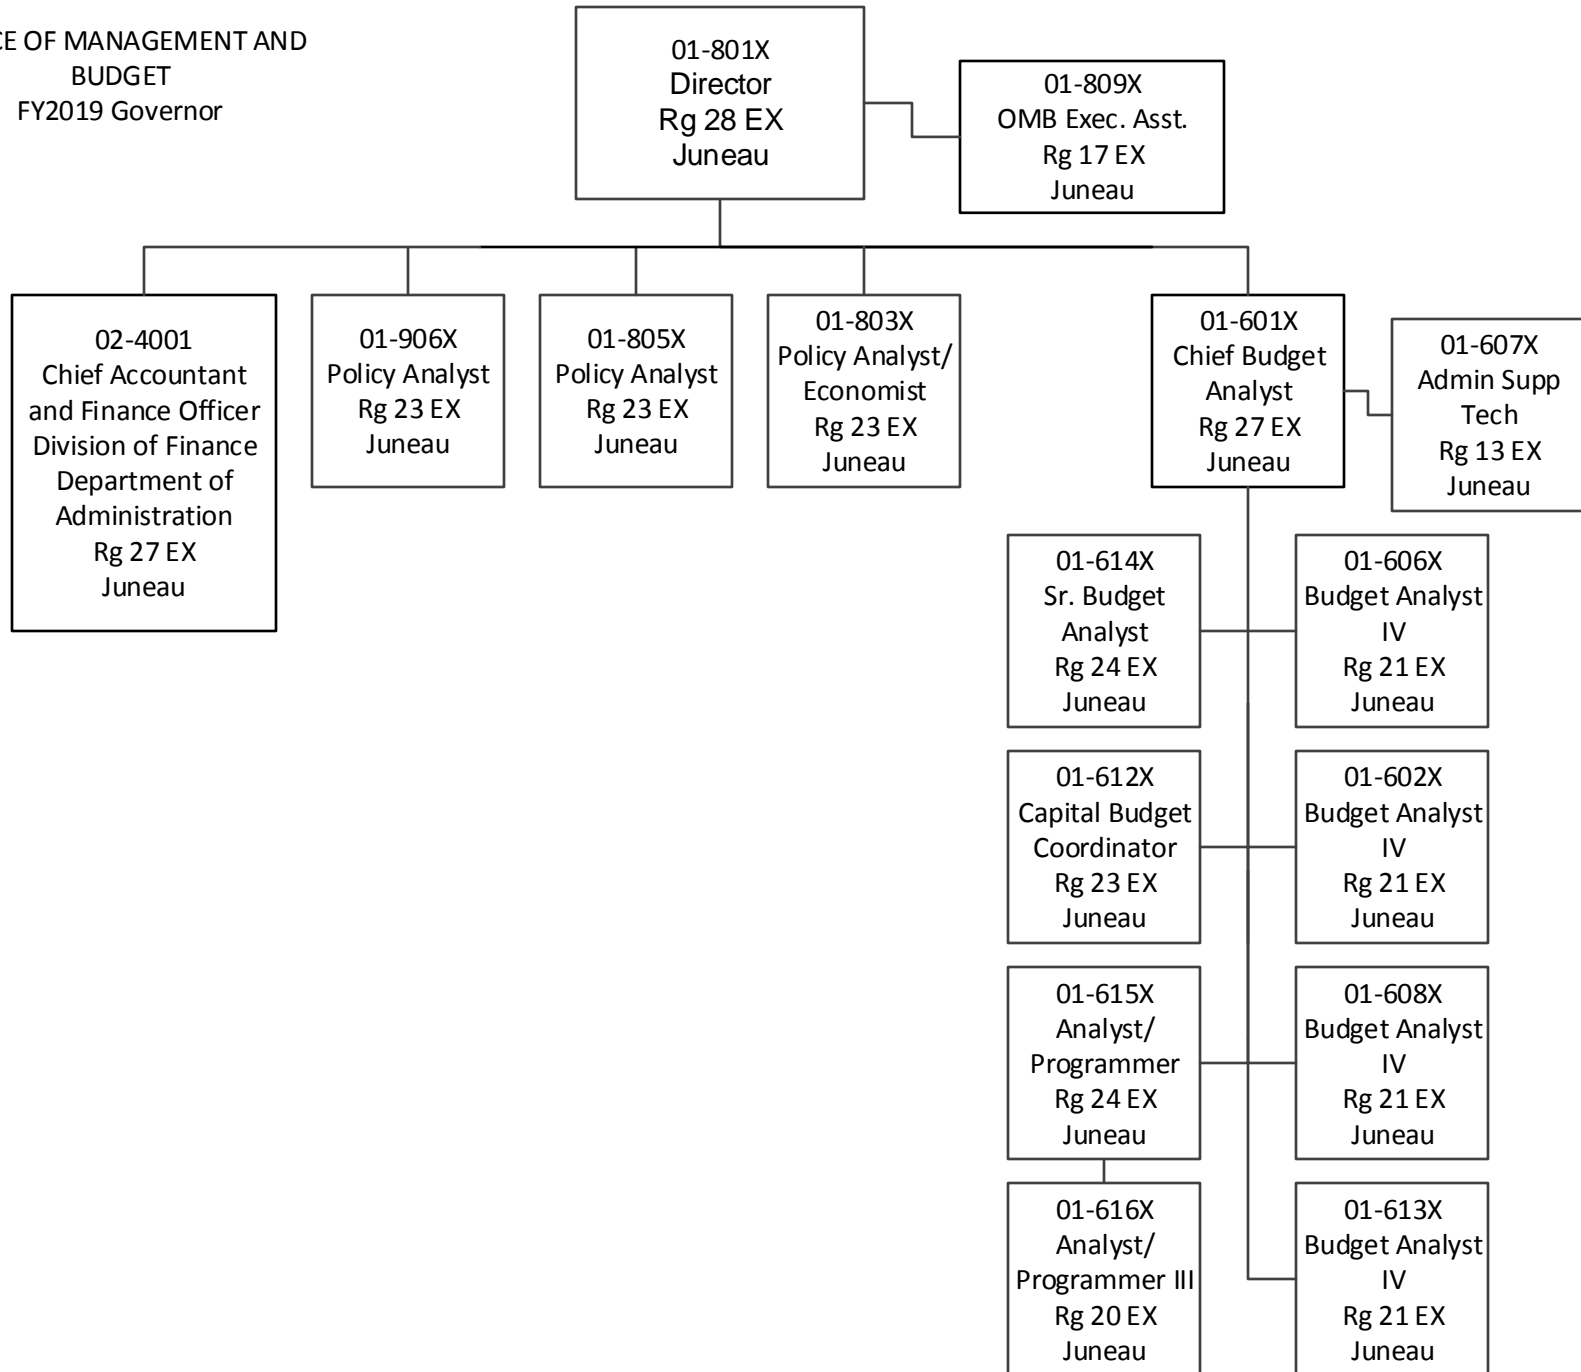 OF MANAGEMENT AND
BUDGET
FY2019 Governor
01-801X
Director
Rg 28 EX
Juneau
01-809X
OMB Exec. Asst.
Rg 17 EX
Juneau
02-4001
Chief Accountant
and Finance Officer
Division of Finance
Department of
Administration
Rg 27 EX
Juneau
01-906X
Policy Analyst
Rg 23 EX
Juneau
01-805X
Policy Analyst
Rg 23 EX
Juneau
01-803X
Policy Analyst/
Economist
Rg 23 EX
Juneau
01-601X
Chief Budget
Analyst
Rg 27 EX
Juneau
01-607X
Admin Supp
Tech
Rg 13 EX
Juneau
01-614X
Sr. Budget
Analyst
Rg 24 EX
Juneau
01-606X
Budget Analyst
IV
Rg 21 EX
Juneau
01-612X
Capital Budget
Coordinator
Rg 23 EX
Juneau
01-602X
Budget Analyst
IV
Rg 21 EX
Juneau
01-615X
Analyst/
Programmer
Rg 24 EX
Juneau
01-608X
Budget Analyst
IV
Rg 21 EX
Juneau
01-616X
Analyst/
Programmer III
Rg 20 EX
Juneau
01-613X
Budget Analyst
IV
Rg 21 EX
Juneau